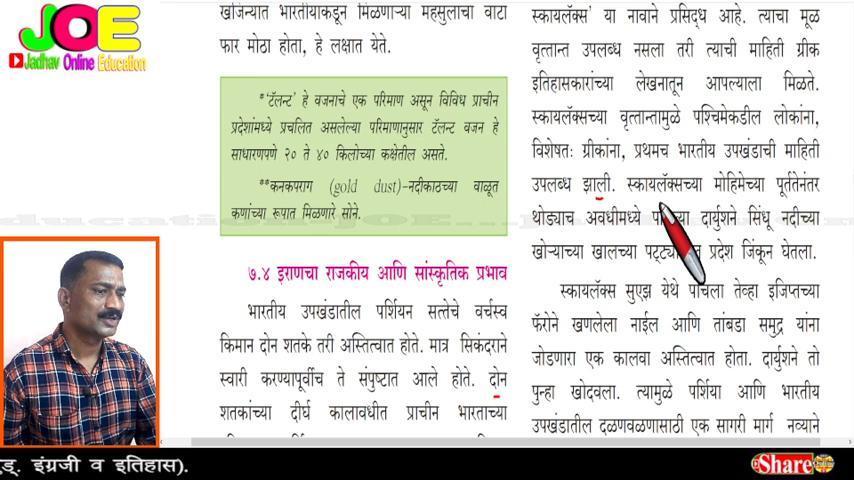 JOE
Jadhav Online Education
खजिन्यात भारतीयांकडून मिळणाऱ्या महसुलाचा वाटा
फार मोठा होता, हे लक्षात येते.
*'टॅलन्ट' हे वजनाचे एक परिमाण असून विविध प्राचीन
प्रदेशांमध्ये प्रचलित असलेल्या परिमाणानुसार टॅलन्ट वजन हे
साधारणपणे २० ते ४० किलोच्या कक्षेतील असते.
**कनकपराग (gold dust)-नदीकाठच्या वाळूत
कणांच्या रूपात मिळणारे सोने.
७.४ इराणचा राजकीय आणि सांस्कृतिक प्रभाव
भारतीय उपखंडातील पर्शियन सत्तेचे वर्चस्व
किमान दोन शतके तरी अस्तित्वात होते. मात्र सिकंदराने
स्वारी करण्यापूर्वीच ते संपुष्टात आले होते. दोन
शतकांच्या दीर्घ कालावधीत प्राचीन भारताच्या
स्कायलॅक्स' या नावाने प्रसिद्ध आहे. त्याचा मूळ
वृत्तान्त उपलब्ध नसला तरी त्याची माहिती ग्रीक
इतिहासकारांच्या लेखनातून आपल्याला मिळते.
स्कायलॅक्सच्या वृत्तान्तामुळे पश्चिमेकडील लोकांना,
विशेषतः ग्रीकांना, प्रथमच भारतीय उपखंडाची माहिती
उपलब्ध झाली. स्कायलॅक्सच्या मोहिमेच्या पूर्ततेनंतर
थोड्याच अवधीमध्ये दार्युशने सिंधू नदीच्या
खोऱ्याच्या खालच्या प्रदेश जिंकून घेतला.
स्कायलॅक्स सुएझ येथे पोचला तेव्हा इजिप्तच्या
फॅरोने खणलेला नाईल आणि तांबडा समुद्र यांना
जोडणारा एक कालवा अस्तित्वात होता. दार्युशने तो
पुन्हा खोदवला. त्यामुळे पर्शिया आणि भारतीय
उपखंडातील दळणवळणासाठी एक सागरी मार्ग नव्याने
इंग्रजी व इतिहास).
Share